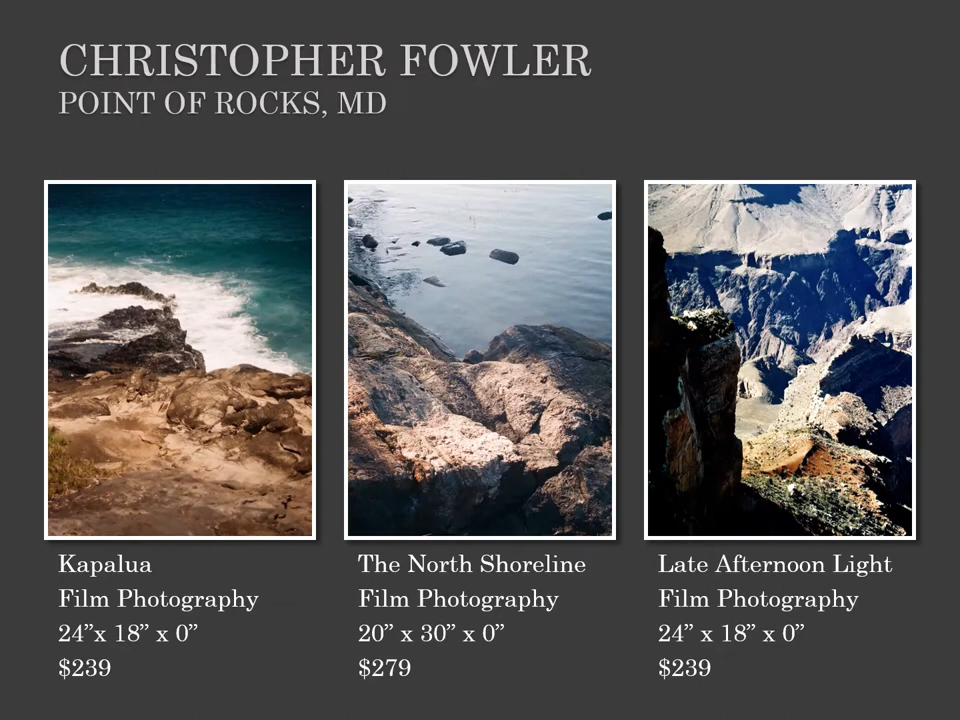 CHRISTOPHER FOWLER
POINT OF ROCKS, MD
Kapalua
Film Photography
24”x 18” x 0”
$239
The North Shoreline
Film Photography
20” x 30” x 0”
$279
Late Afternoon Light
Film Photography
24” x 18” x 0”
$239